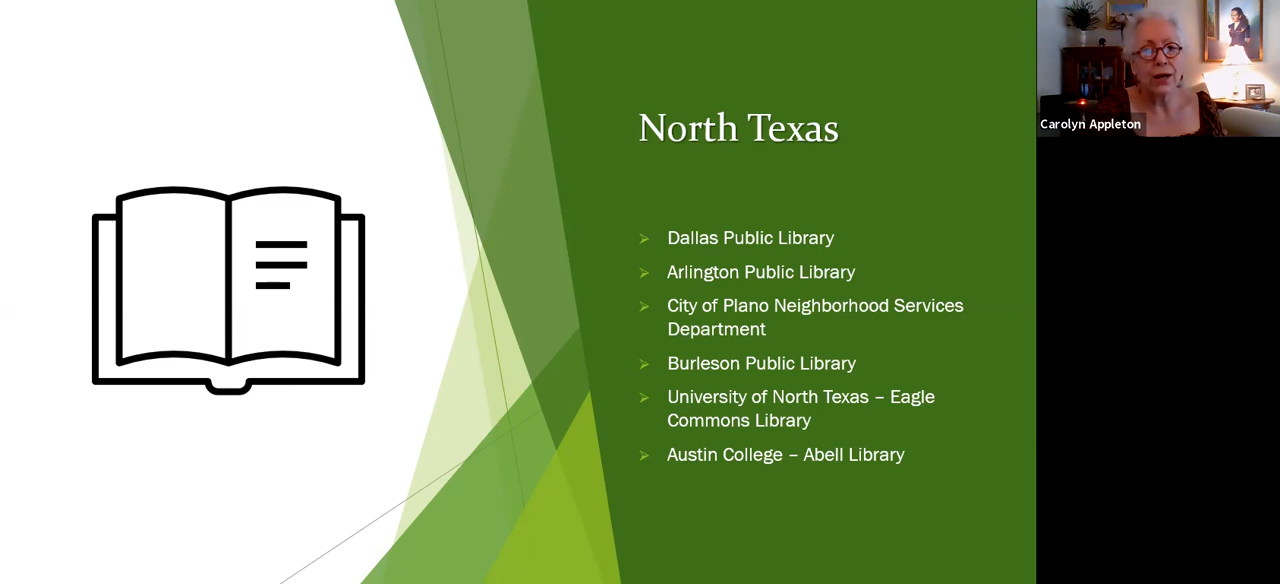 North Texas
Dallas Public Library
Arlington Public Library
City of Plano Neighborhood Services
Department
Burleson Public Library
University of North Texas – Eagle
Commons Library
Austin College – Abell Library
Carolyn Appleton